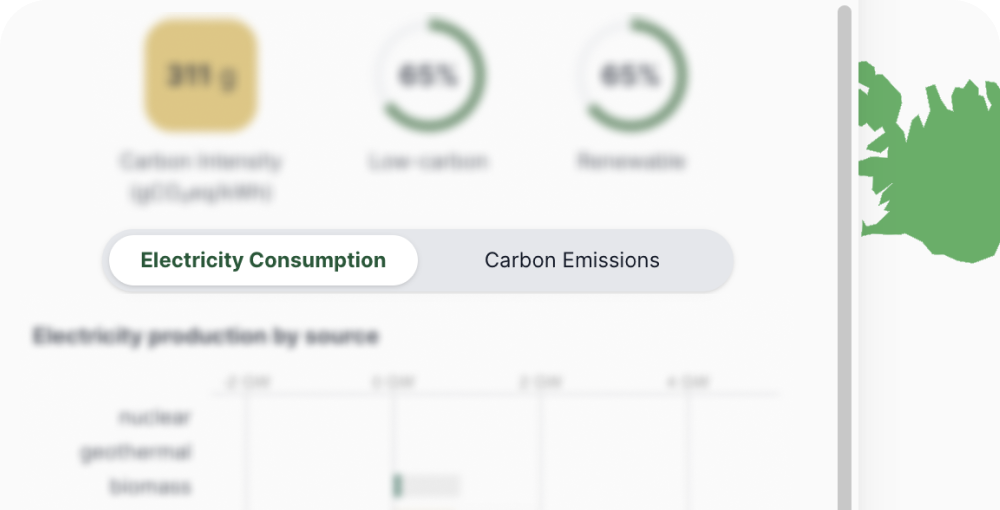 311 g
65%
65%
Carbon Intensity
(gCO₂eq/kWh)
Low-carbon
Renewable
Electricity Consumption
Carbon Emissions
Electricity production by source
-2 GW
0 GW
2 GW
4 GW
nuclear
geothermal
biomass